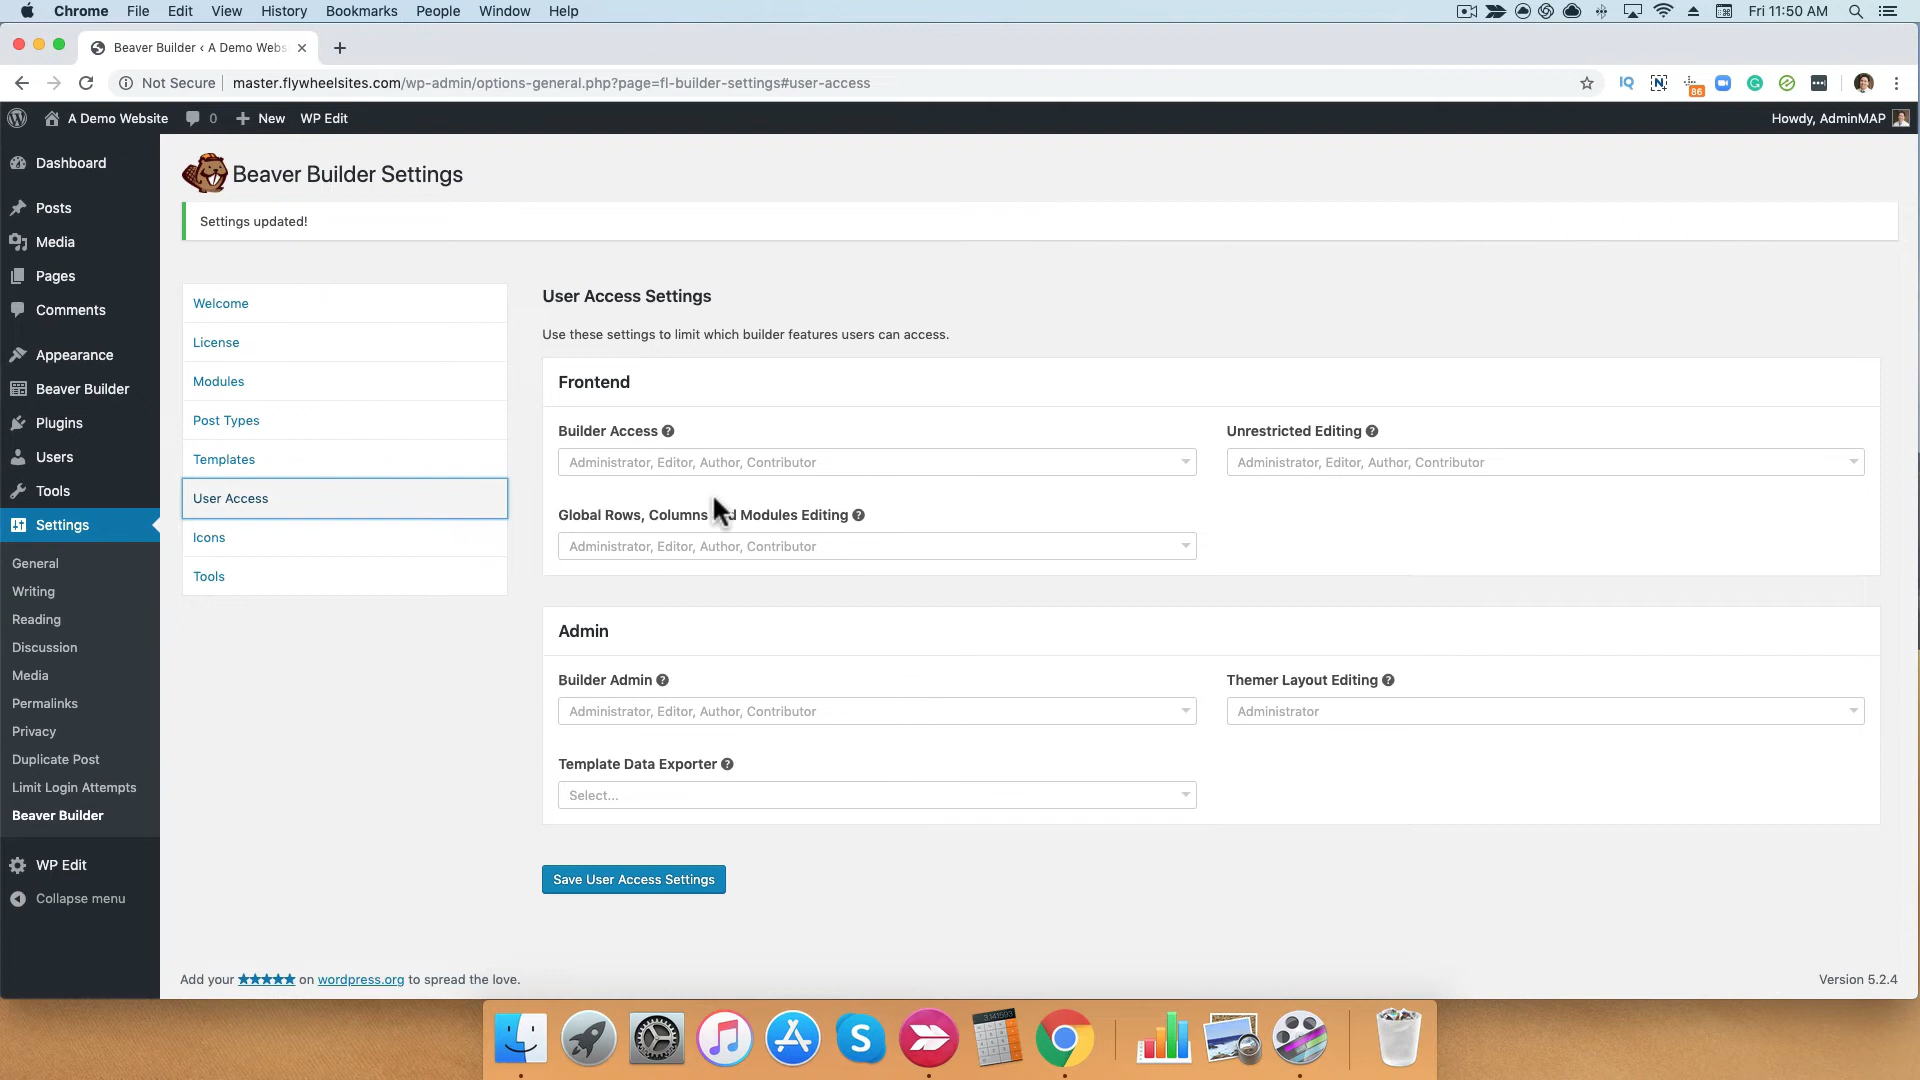 Chrome File Edit View History Bookmarks People Window Help Fri 11:50 AM
Beaver Builder ‹ A Demo Webs
Not Secure master.flywheelsites.com/wp-admin/options-general.php?page=fl-builder-settings#user-access 86
A Demo Website 0 New WP Edit Howdy, AdminMAP
Dashboard
Posts
Media
Pages
Comments
Appearance
Beaver Builder
Plugins
Users
Tools
Settings
General
Writing
Reading
Discussion
Media
Permalinks
Privacy
Duplicate Post
Limit Login Attempts
Beaver Builder
WP Edit
Collapse menu
Beaver Builder Settings
Settings updated!
Welcome
License
Modules
Post Types
Templates
User Access
Icons
Tools
User Access Settings
Use these settings to limit which builder features users can access.
Frontend
Builder Access Unrestricted Editing
Administrator, Editor, Author, Contributor Administrator, Editor, Author, Contributor
Global Rows, Columns Modules Editing
Administrator, Editor, Author, Contributor
Admin
Builder Admin Themer Layout Editing
Administrator, Editor, Author, Contributor Administrator
Template Data Exporter
Select...
Save User Access Settings
Add your ★★★★★ on wordpress.org to spread the love. Version 5.2.4